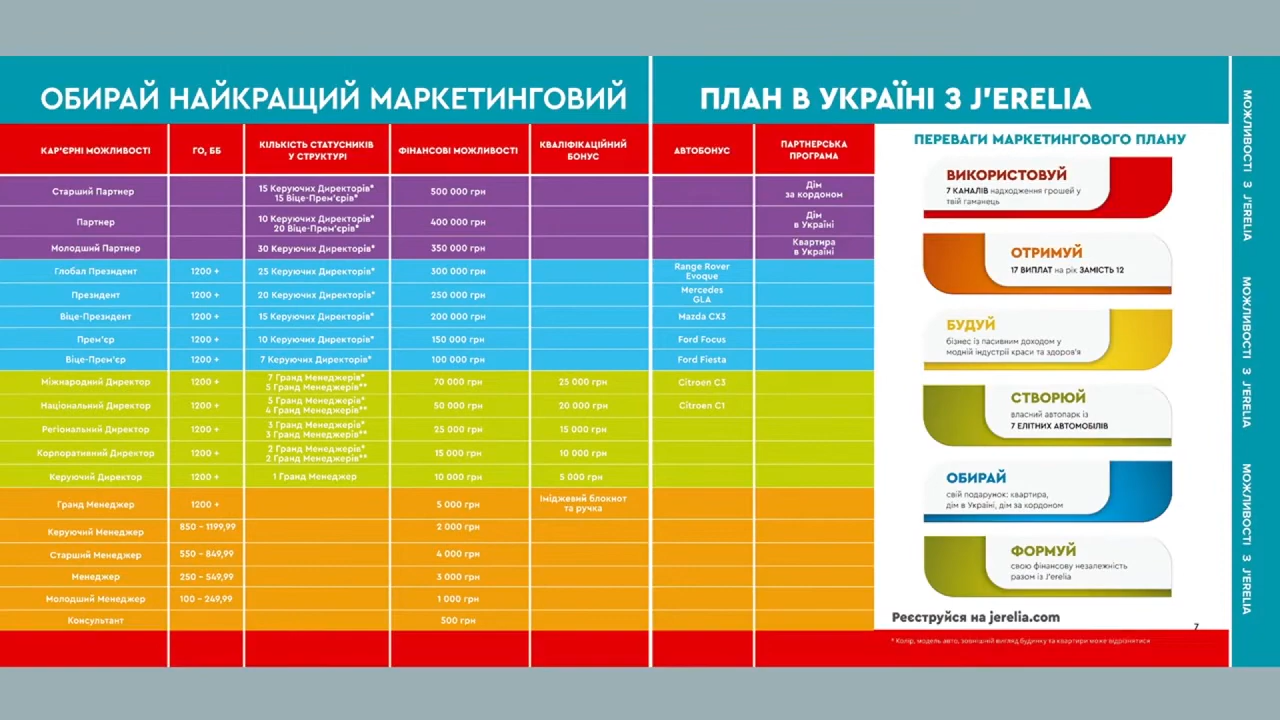 ОБИРАЙ НАЙКРАЩИЙ МАРКЕТИНГОВИЙ
ПЛАН В УКРАЇНІ З J'ERELIA
КАР'ЄРНІ МОЖЛИВОСТІ
ГО, ББ
КІЛЬКІСТЬ СТАТУСНИКІВ
У СТРУКТУРІ
ФІНАНСОВІ МОЖЛИВОСТІ
КВАЛІФІКАЦІЙНИЙ
БОНУС
АВТОБОНУС
ПАРТНЕРСЬКА
ПРОГРАМА
Старший Партнер
15 Керуючих Директорів*
15 Віце-Прем'єрів*
500 000 грн
Дім
за кордоном
Партнер
10 Керуючих Директорів*
20 Віце-Прем'єрів*
400 000 грн
Дім
в Україні
Молодший Партнер
30 Керуючих Директорів*
350 000 грн
Квартира
в Україні
Глобал Президент
1200 +
25 Керуючих Директорів*
300 000 грн
Range Rover
Evoque
Президент
1200 +
20 Керуючих Директорів*
250 000 грн
Mercedes
GLA
Віце-Президент
1200 +
15 Керуючих Директорів*
200 000 грн
Mazda CX3
Прем'єр
1200 +
10 Керуючих Директорів*
150 000 грн
Ford Focus
Віце-Прем'єр
1200 +
7 Керуючих Директорів*
100 000 грн
Ford Fiesta
Міжнародний Директор
1200 +
7 Гранд Менеджерів*
5 Гранд Менеджерів**
70 000 грн
25 000 грн
Citroen C3
Національний Директор
1200 +
5 Гранд Менеджерів*
4 Гранд Менеджерів**
50 000 грн
20 000 грн
Citroen C1
Регіональний Директор
1200 +
3 Гранд Менеджерів*
3 Гранд Менеджерів**
25 000 грн
15 000 грн
Корпоративний Директор
1200 +
2 Гранд Менеджерів*
2 Гранд Менеджерів**
15 000 грн
10 000 грн
Керуючий Директор
1200 +
1 Гранд Менеджер
10 000 грн
5 000 грн
Гранд Менеджер
1200 +
5 000 грн
Іміджевий блокнот
та ручка
Керуючий Менеджер
850 – 1199,99
2 000 грн
Старший Менеджер
550 – 849,99
4 000 грн
Менеджер
250 – 549,99
3 000 грн
Молодший Менеджер
100 – 249,99
1 000 грн
Консультант
500 грн
ПЕРЕВАГИ МАРКЕТИНГОВОГО ПЛАНУ
ВИКОРИСТОВУЙ
7 КАНАЛІВ надходження грошей у
твій гаманець
ОТРИМУЙ
17 ВИПЛАТ на рік ЗАМІСТЬ 12
БУДУЙ
бізнес із пасивним доходом у
модній індустрії краси та здоров'я
СТВОРЮЙ
власний автопарк із
7 ЕЛІТНИХ АВТОМОБІЛІВ
ОБИРАЙ
свій подарунок: квартира,
дім в Україні, дім за кордоном
ФОРМУЙ
свою фінансову незалежність
разом із J'erelia
Реєструйся на jerelia.com
7
* Колір, модель авто, зовнішній вигляд будинку та квартири може відрізнятися
МОЖЛИВОСТІ З J'ERELIA
МОЖЛИВОСТІ З J'ERELIA
МОЖЛИВОСТІ З J'ERELIA